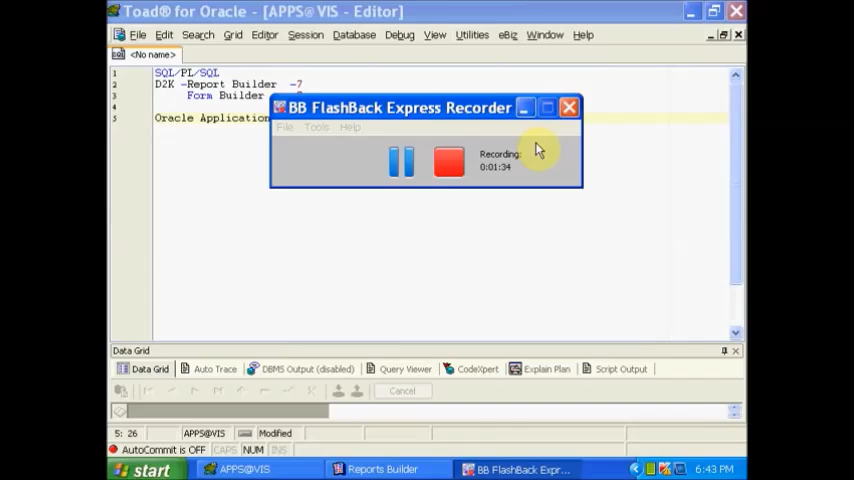 Toad® for Oracle - [APPS@VIS - Editor]
File Edit Search Grid Editor Session Database Debug View Utilities eBiz Window Help
<No name>
1 SQL/PL/SQL
2 D2K -Report Builder -7
3 Form Builder
4
5 Oracle Application
BB FlashBack Express Recorder
File Tools Help
Recording:
0:01:34
Data Grid
Data Grid Auto Trace DBMS Output (disabled) Query Viewer CodeXpert Explain Plan Script Output
Cancel
5: 26 APPS@VIS Modified
AutoCommit is OFF CAPS NUM INS
start APPS@VIS Reports Builder BB FlashBack Expr... 6:43 PM